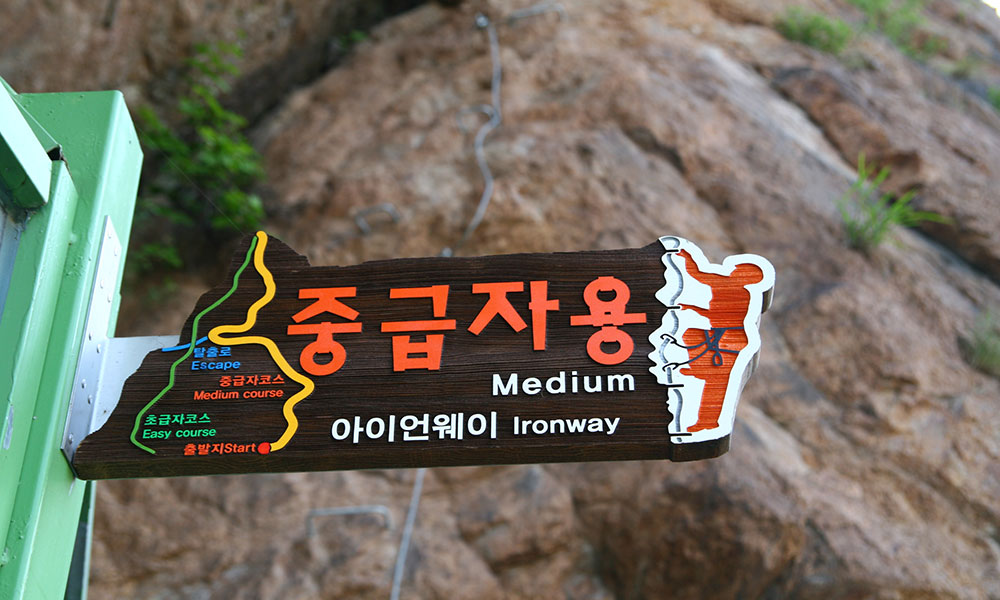 중급자용
Medium
아이언웨이 Ironway
탈출로
Escape
중급자코스
Medium course
초급자코스
Easy course
출발지Start